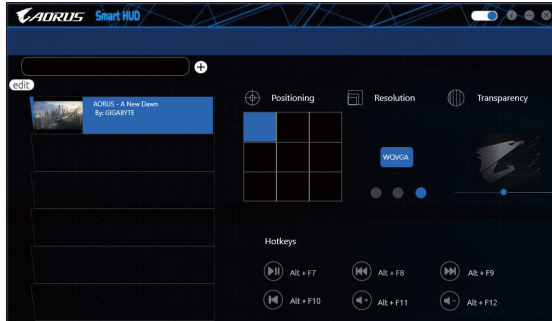 AORUS Smart HUD
edit
AORUS - A New Dawn
By: GIGABYTE
Positioning Resolution Transparency
WQVGA
Hotkeys
Alt + F7 Alt + F8 Alt + F9
Alt + F10 Alt + F11 Alt + F12